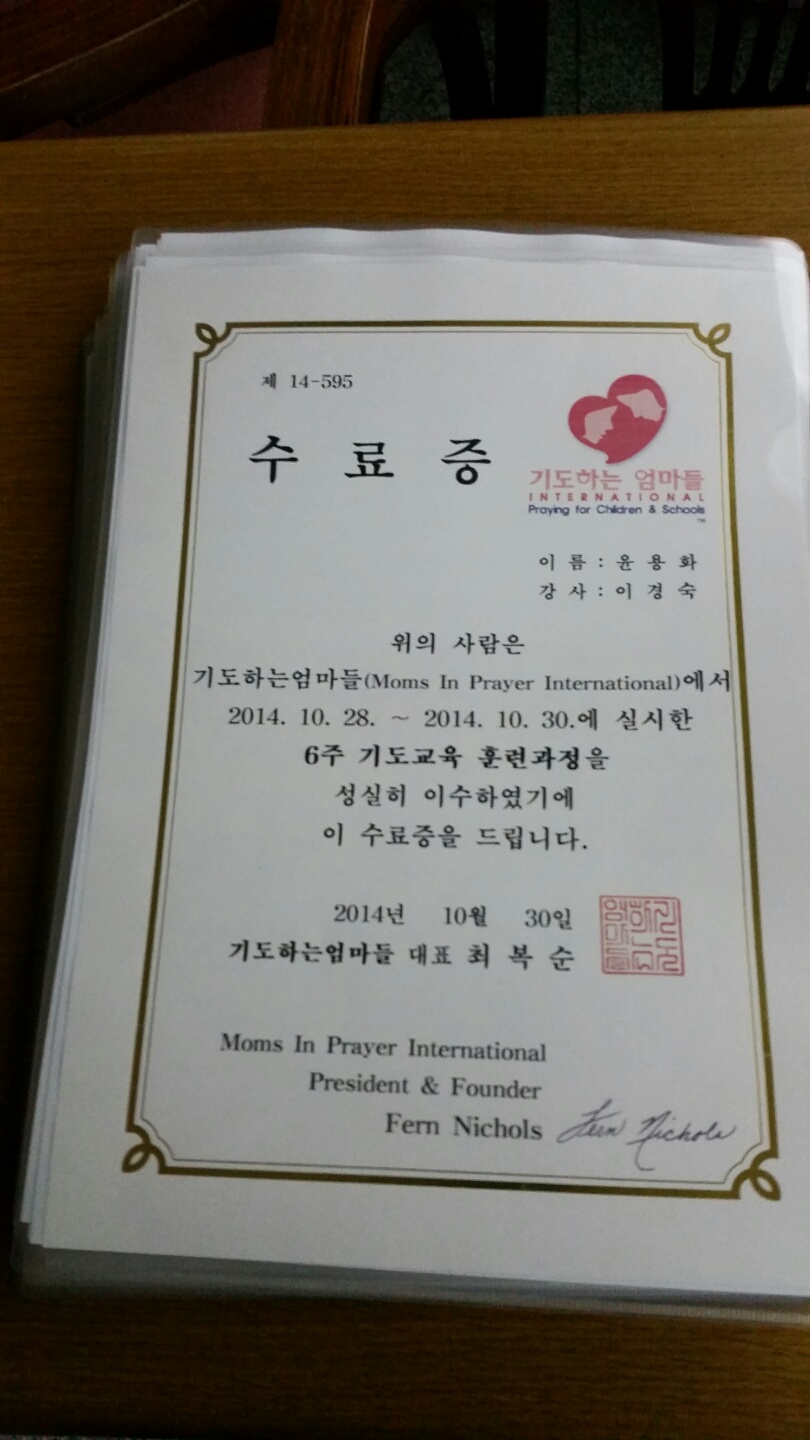 제 14-595
수 료 증
기도하는 엄마들
INTERNATIONAL
Praying for Children & Schools
TM
이 름 : 윤 용 화
강 사 : 이 경 숙
위의 사람은
기도하는엄마들(Moms In Prayer International)에서
2014. 10. 28. ~ 2014. 10. 30.에 실시한
6주 기도교육 훈련과정을
성실히 이수하였기에
이 수료증을 드립니다.
2014년 10월 30일
기도하는엄마들 대표 최 복 순
Moms In Prayer International
President & Founder
Fern Nichols Fern Nichols